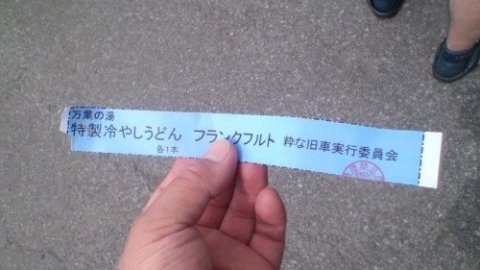 万葉の湯
特製冷やしうどん フランクフルト 粋な旧車実行委員会
各1本